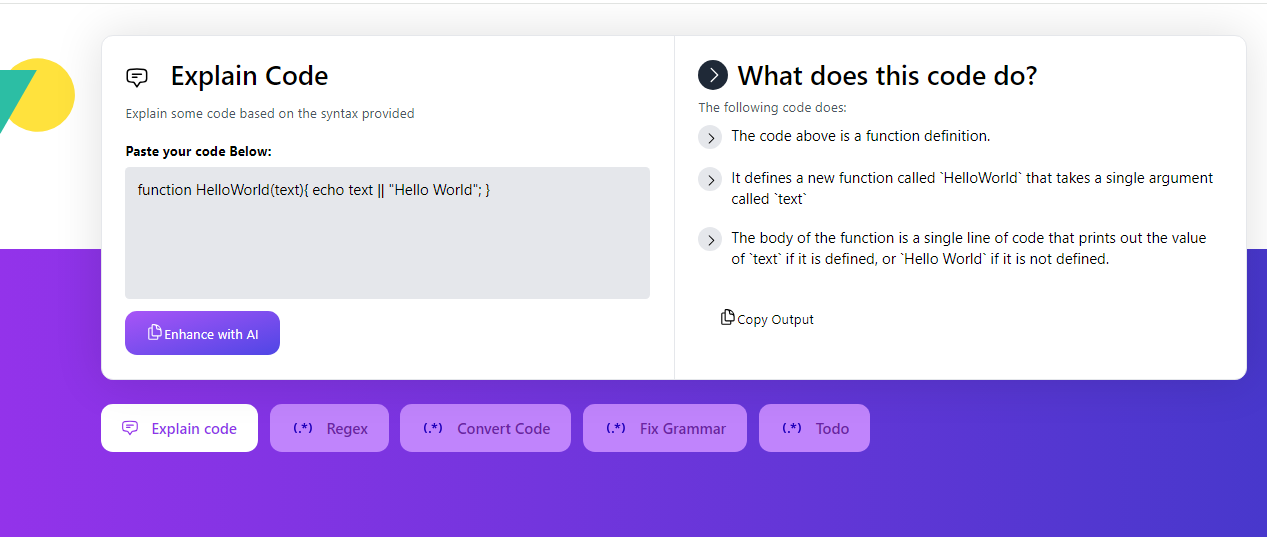 Explain Code
Explain some code based on the syntax provided
Paste your code Below:
function HelloWorld(text){ echo text || "Hello World"; }
Enhance with AI
What does this code do?
The following code does:
The code above is a function definition.
It defines a new function called `HelloWorld` that takes a single argument
called `text`
The body of the function is a single line of code that prints out the value
of `text` if it is defined, or `Hello World` if it is not defined.
Copy Output
Explain code
(.*) Regex
(.*) Convert Code
(.*) Fix Grammar
(.*) Todo